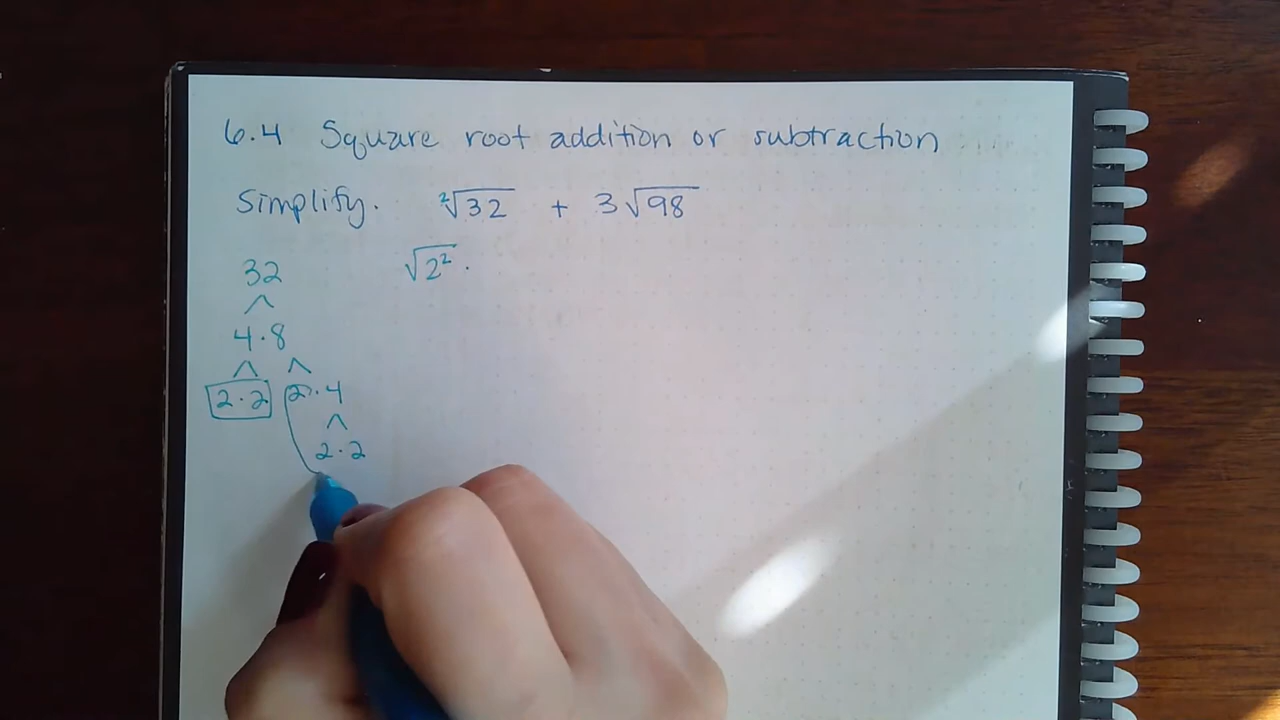 6.4 Square root addition or subtraction
Simplify. ²√32 + 3√98
32 √2² ·
4·8
2·2 2·4
2·2